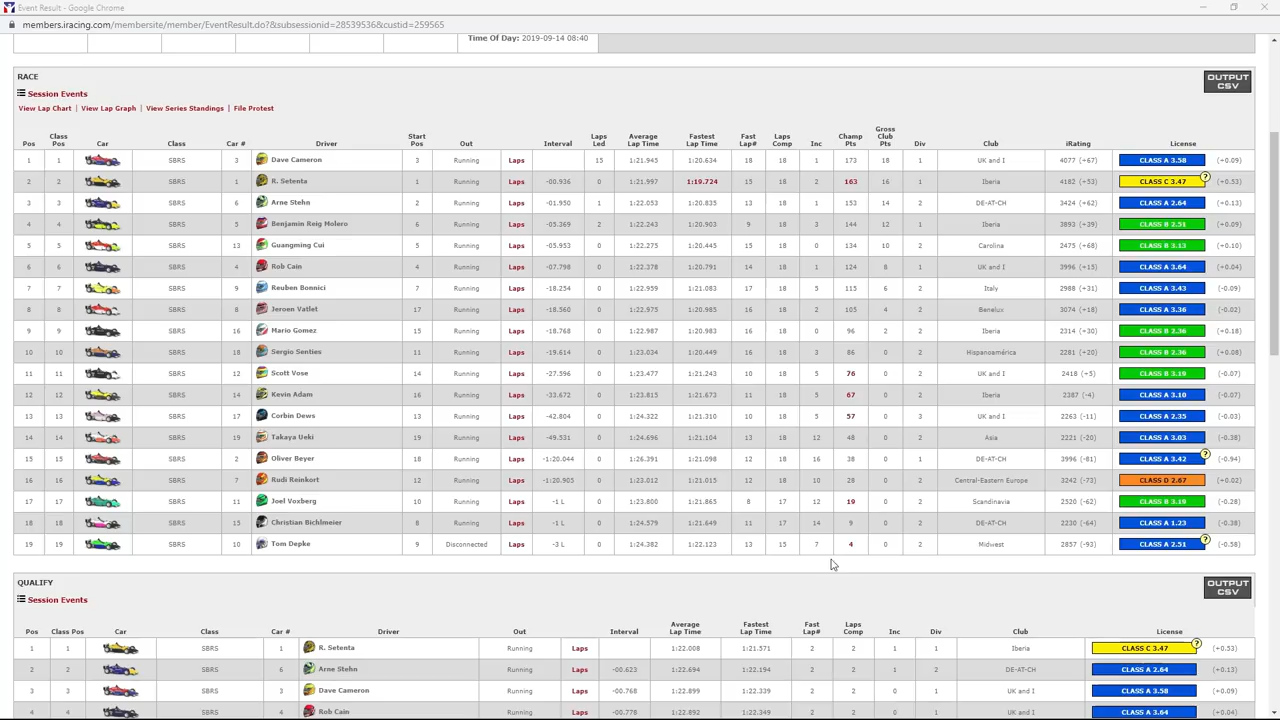 Event Result - Google Chrome
members.iracing.com/membersite/member/EventResult.do?&subsessionid=28539536&custid=259565
Time Of Day: 2019-09-14 08:40
RACE
OUTPUT CSV
Session Events
View Lap Chart | View Lap Graph | View Series Standings | File Protest
Pos Class Pos Car Class Car # Driver Start Pos Out Interval Laps Led Average Lap Time Fastest Lap Time Fast Lap# Laps Comp Inc Champ Pts Gross Club Pts Div Club iRating License
1 1 SBRS 3 Dave Cameron 3 Running Laps 15 1:21.945 1:20.634 18 18 1 173 18 1 UK and I 4077 (+67) CLASS A 3.58 (+0.09)
2 2 SBRS 1 R. Setenta 1 Running Laps -00.936 0 1:21.997 1:19.724 15 18 2 163 16 1 Iberia 4182 (+53) CLASS C 3.47 ? (+0.53)
3 3 SBRS 6 Arne Stehn 2 Running Laps -01.950 1 1:22.053 1:20.835 13 18 1 153 14 2 DE-AT-CH 3424 (+62) CLASS A 2.64 (+0.13)
4 4 SBRS 5 Benjamin Reig Molero 6 Running Laps -05.369 2 1:22.243 1:20.903 9 18 3 144 12 1 Iberia 3893 (+39) CLASS B 2.51 (+0.09)
5 5 SBRS 13 Guangming Cui 5 Running Laps -05.953 0 1:22.275 1:20.445 15 18 3 134 10 2 Carolina 2475 (+68) CLASS B 3.13 (+0.10)
6 6 SBRS 4 Rob Cain 4 Running Laps -07.798 0 1:22.378 1:20.791 14 18 1 124 8 1 UK and I 3996 (+15) CLASS A 3.64 (+0.04)
7 7 SBRS 9 Reuben Bonnici 7 Running Laps -18.254 0 1:22.959 1:21.083 17 18 5 115 6 2 Italy 2988 (+31) CLASS A 3.43 (-0.09)
8 8 SBRS 8 Jeroen Vatlet 17 Running Laps -18.560 0 1:22.975 1:20.985 16 18 2 105 4 2 Benelux 3074 (+18) CLASS A 3.36 (-0.02)
9 9 SBRS 16 Mario Gomez 15 Running Laps -18.768 0 1:22.987 1:20.983 16 18 0 96 2 2 Iberia 2314 (+30) CLASS B 2.36 (+0.18)
10 10 SBRS 18 Sergio Senties 11 Running Laps -19.614 0 1:23.034 1:20.449 16 18 3 86 0 2 Hispanoamérica 2281 (+20) CLASS B 2.36 (+0.08)
11 11 SBRS 12 Scott Vose 14 Running Laps -27.596 0 1:23.477 1:21.243 10 18 5 76 0 2 UK and I 2418 (+5) CLASS B 3.19 (-0.07)
12 12 SBRS 14 Kevin Adam 16 Running Laps -33.672 0 1:23.815 1:21.673 11 18 5 67 0 2 Iberia 2387 (-4) CLASS A 3.10 (-0.07)
13 13 SBRS 17 Corbin Dews 13 Running Laps -42.804 0 1:24.322 1:21.310 10 18 5 57 0 2 UK and I 2263 (-11) CLASS A 2.35 (-0.03)
14 14 SBRS 19 Takaya Ueki 19 Running Laps -49.531 0 1:24.696 1:21.104 13 18 12 48 0 2 Asia 2221 (-20) CLASS A 3.03 (-0.38)
15 15 SBRS 2 Oliver Beyer 18 Running Laps -1:20.044 0 1:26.391 1:21.098 12 18 16 38 0 1 DE-AT-CH 3996 (-81) CLASS A 3.42 ? (-0.94)
16 16 SBRS 7 Rudi Reinkort 12 Running Laps -1:20.905 0 1:23.012 1:21.015 12 18 10 28 0 2 Central-Eastern Europe 3242 (-73) CLASS D 2.67 (+0.02)
17 17 SBRS 11 Joel Voxberg 10 Running Laps -1 L 0 1:23.800 1:21.865 8 17 12 19 0 2 Scandinavia 2520 (-62) CLASS B 3.19 (-0.28)
18 18 SBRS 15 Christian Bichlmeier 8 Running Laps -1 L 0 1:24.579 1:21.649 11 17 14 9 0 2 DE-AT-CH 2230 (-64) CLASS A 1.23 (-0.38)
19 19 SBRS 10 Tom Depke 9 Disconnected Laps -3 L 0 1:24.382 1:22.123 12 15 7 4 0 2 Midwest 2857 (-93) CLASS A 2.51 ? (-0.56)
QUALIFY
OUTPUT CSV
Session Events
Pos Class Pos Car Class Car # Driver Out Interval Average Lap Time Fastest Lap Time Fast Lap# Laps Comp Inc Div Club License
1 1 SBRS 1 R. Setenta Running Laps 1:22.008 1:21.571 2 2 0 1 Iberia CLASS C 3.47 ? (+0.53)
2 2 SBRS 6 Arne Stehn Running Laps -00.623 1:22.694 1:22.194 2 2 1 2 DE-AT-CH CLASS A 2.64 (+0.13)
3 3 SBRS 3 Dave Cameron Running Laps -00.768 1:22.899 1:22.339 2 2 0 1 UK and I CLASS A 3.58 (+0.09)
4 4 SBRS 4 Rob Cain Running Laps -00.778 1:22.892 1:22.349 2 2 0 1 UK and I CLASS A 3.64 (+0.04)